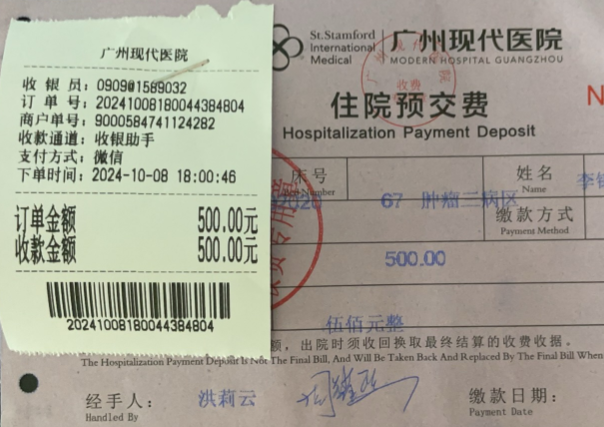 广州现代医院
收银员：0909@1569032
订单号：20241008180044384804
商户单号：9000584741124282
收款通道：收银助手
支付方式：微信
下单时间：2024-10-08 18:00:46
订单金额 500.00元
收款金额 500.00元
20241008180044384804
St.Stamford
International
Medical
广州现代医院
MODERN HOSPITAL GUANGZHOU
收费
住院预交费
N
Hospitalization Payment Deposit
床号
Number
姓名
Name
李
2020
67 肿瘤三病区
缴款方式
Payment Method
500.00
伍佰元整
额，出院时须收回换取最终结算的收费收据。
The Hospitalization Payment Deposit Is Not The Final Bill, And Will Be Taken Back And Replaced By The Final Bill When
经手人：
Handled By
洪莉云
缴款日期：
Payment Date